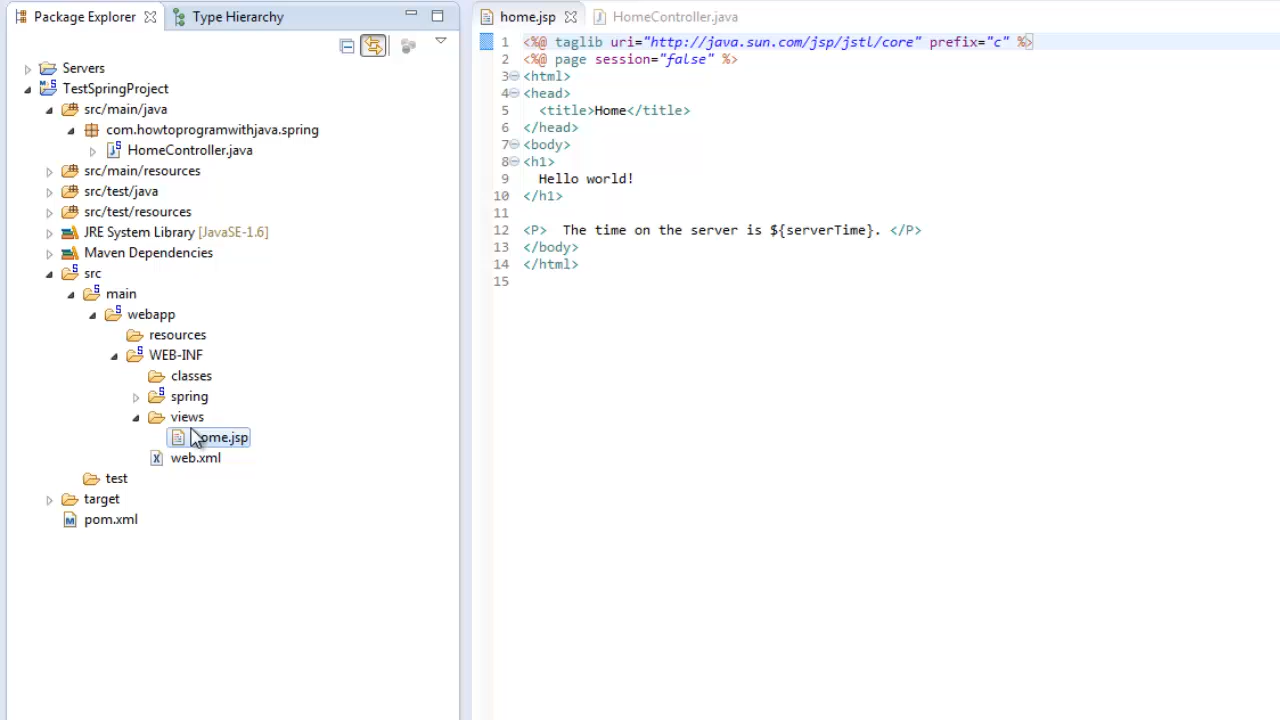 Package Explorer
Type Hierarchy
Servers
TestSpringProject
src/main/java
com.howtoprogramwithjava.spring
HomeController.java
src/main/resources
src/test/java
src/test/resources
JRE System Library [JavaSE-1.6]
Maven Dependencies
src
main
webapp
resources
WEB-INF
classes
spring
views
ome.jsp
web.xml
test
target
pom.xml
home.jsp
HomeController.java
1 <%@ taglib uri="http://java.sun.com/jsp/jstl/core" prefix="c" %>
2 <%@ page session="false" %>
3 <html>
4 <head>
5 <title>Home</title>
6 </head>
7 <body>
8 <h1>
9 Hello world!
10 </h1>
11
12 <P>  The time on the server is ${serverTime}. </P>
13 </body>
14 </html>
15